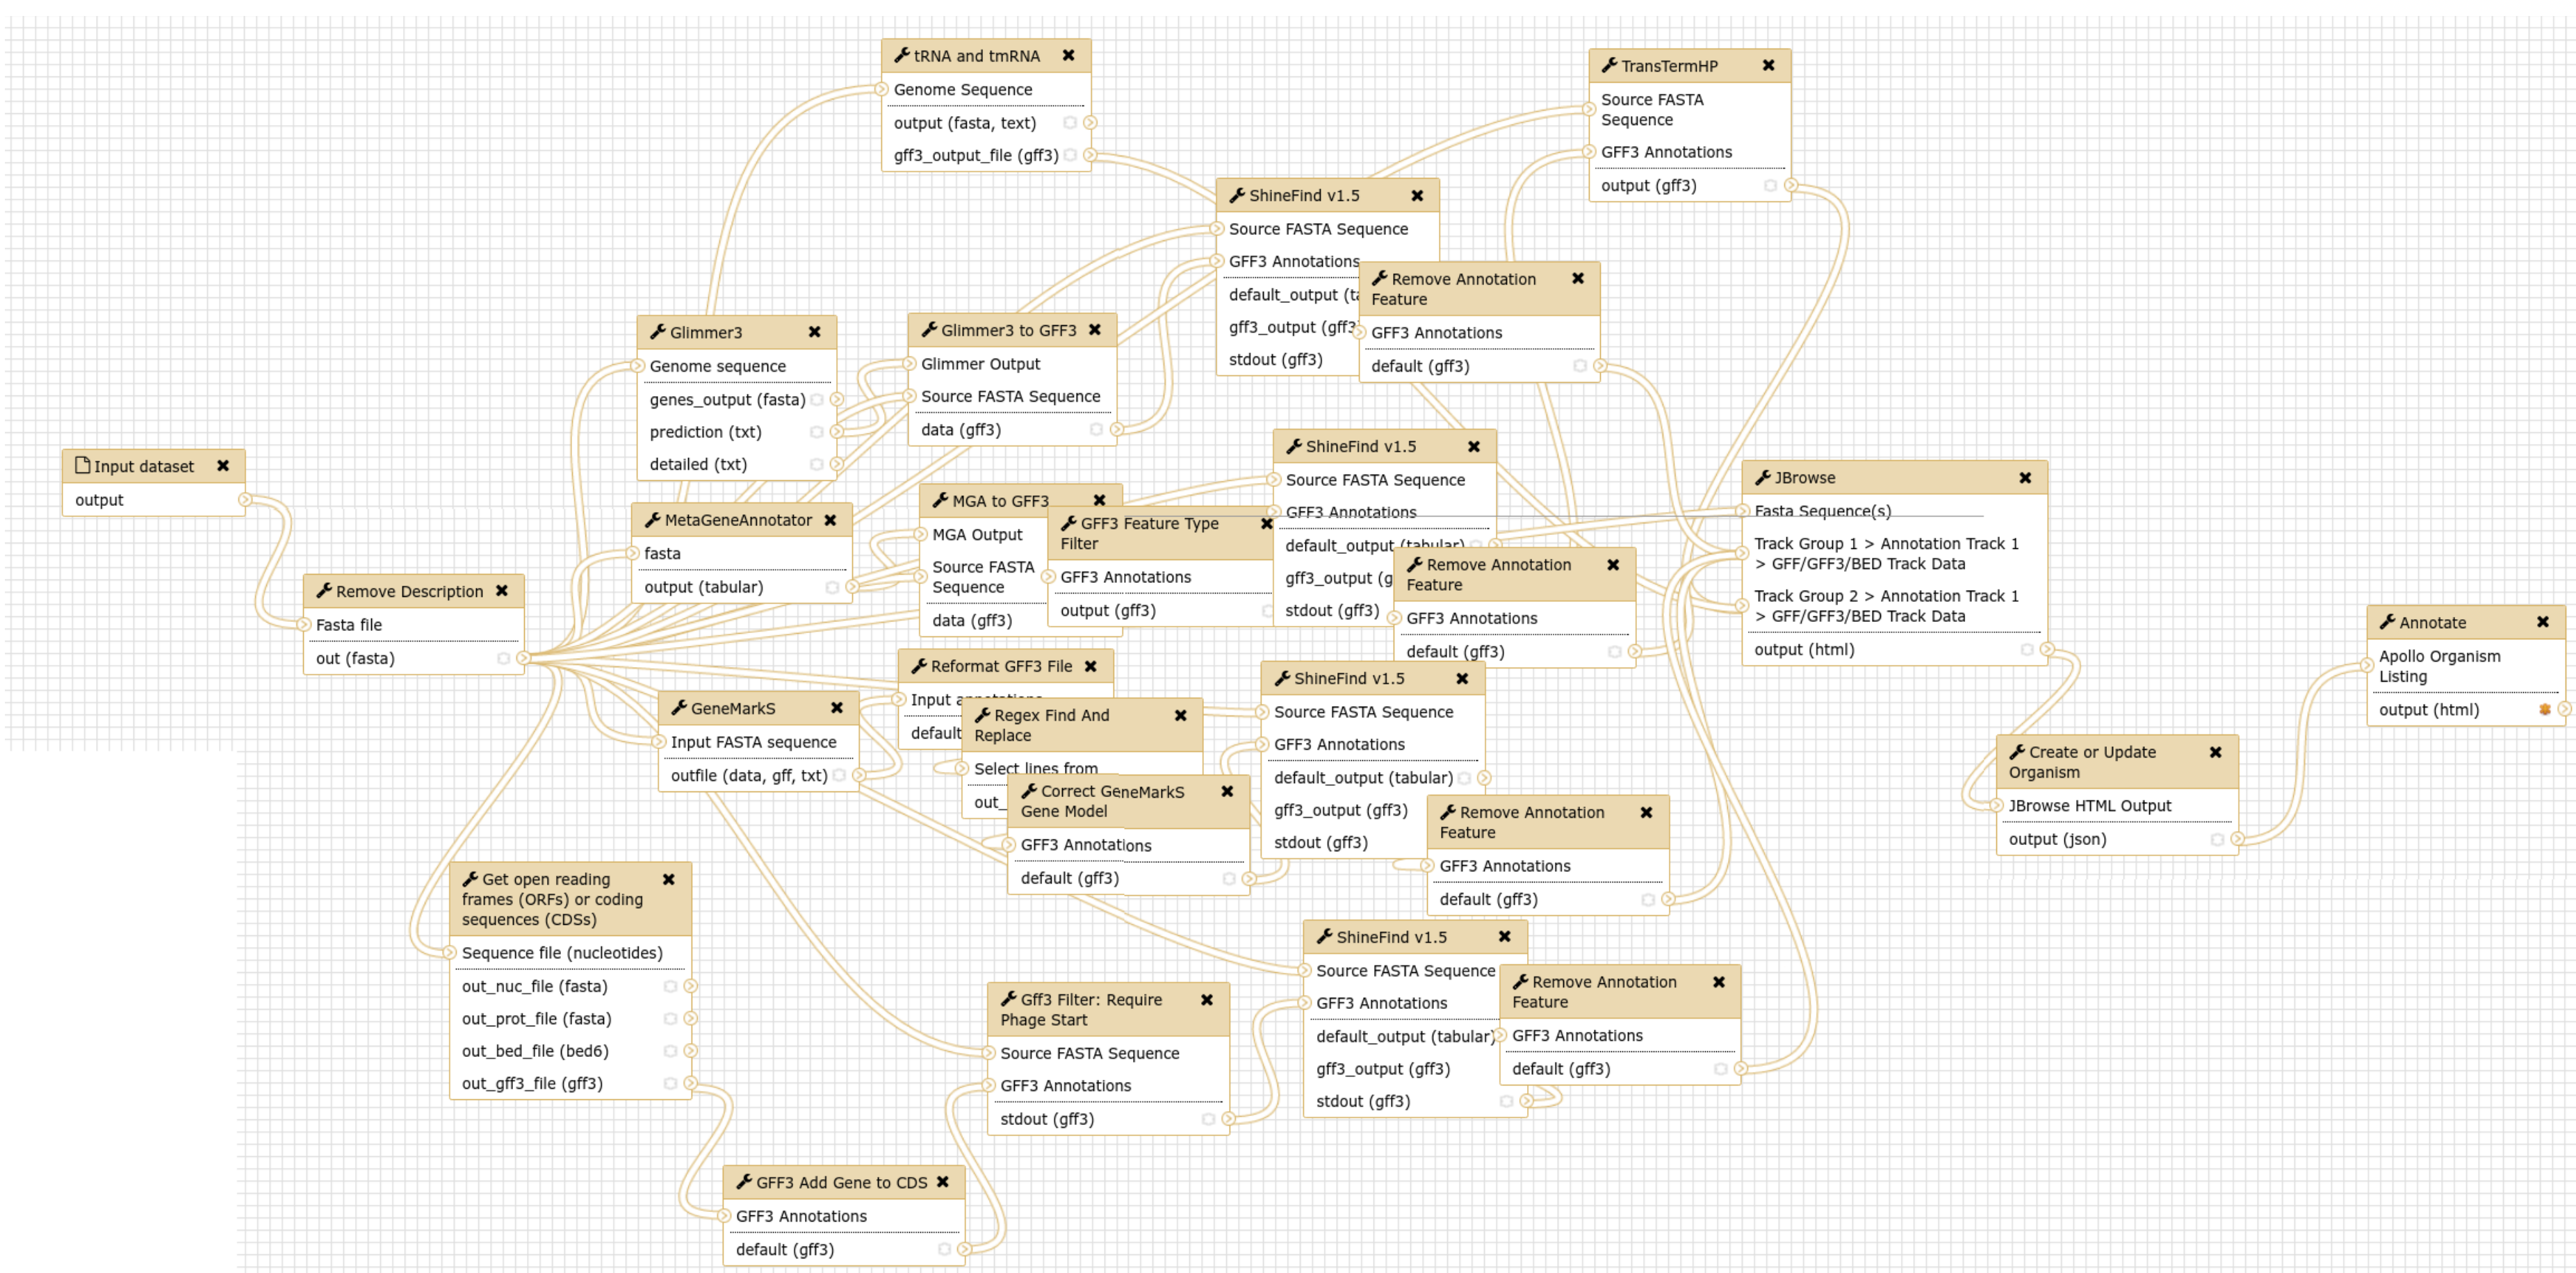 Input dataset
output
Remove Description
Fasta file
out (fasta)
tRNA and tmRNA
Genome Sequence
output (fasta, text)
gff3_output_file (gff3)
Glimmer3
Genome sequence
genes_output (fasta)
prediction (txt)
detailed (txt)
Glimmer3 to GFF3
Glimmer Output
Source FASTA Sequence
data (gff3)
MetaGeneAnnotator
fasta
output (tabular)
MGA to GFF3
MGA Output
Source FASTA
Sequence
data (gff3)
GFF3 Feature Type
Filter
GFF3 Annotations
output (gff3)
GeneMarkS
Input FASTA sequence
outfile (data, gff, txt)
Reformat GFF3 File
Input annotations
default
Regex Find And
Replace
Select lines from
out_
Correct GeneMarkS
Gene Model
GFF3 Annotations
default (gff3)
Get open reading
frames (ORFs) or coding
sequences (CDSs)
Sequence file (nucleotides)
out_nuc_file (fasta)
out_prot_file (fasta)
out_bed_file (bed6)
out_gff3_file (gff3)
GFF3 Add Gene to CDS
GFF3 Annotations
default (gff3)
Gff3 Filter: Require
Phage Start
Source FASTA Sequence
GFF3 Annotations
stdout (gff3)
ShineFind v1.5
Source FASTA Sequence
GFF3 Annotations
default_output (ta
gff3_output (gff3
stdout (gff3)
Remove Annotation
Feature
GFF3 Annotations
default (gff3)
ShineFind v1.5
Source FASTA Sequence
GFF3 Annotations
default_output (tabular)
gff3_output (g
stdout (gff3)
Remove Annotation
Feature
GFF3 Annotations
default (gff3)
ShineFind v1.5
Source FASTA Sequence
GFF3 Annotations
default_output (tabular)
gff3_output (gff3)
stdout (gff3)
Remove Annotation
Feature
GFF3 Annotations
default (gff3)
ShineFind v1.5
Source FASTA Sequence
GFF3 Annotations
default_output (tabular)
gff3_output (gff3)
stdout (gff3)
Remove Annotation
Feature
GFF3 Annotations
default (gff3)
TransTermHP
Source FASTA
Sequence
GFF3 Annotations
output (gff3)
JBrowse
Fasta Sequence(s)
Track Group 1 > Annotation Track 1
> GFF/GFF3/BED Track Data
Track Group 2 > Annotation Track 1
> GFF/GFF3/BED Track Data
output (html)
Create or Update
Organism
JBrowse HTML Output
output (json)
Annotate
Apollo Organism
Listing
output (html)